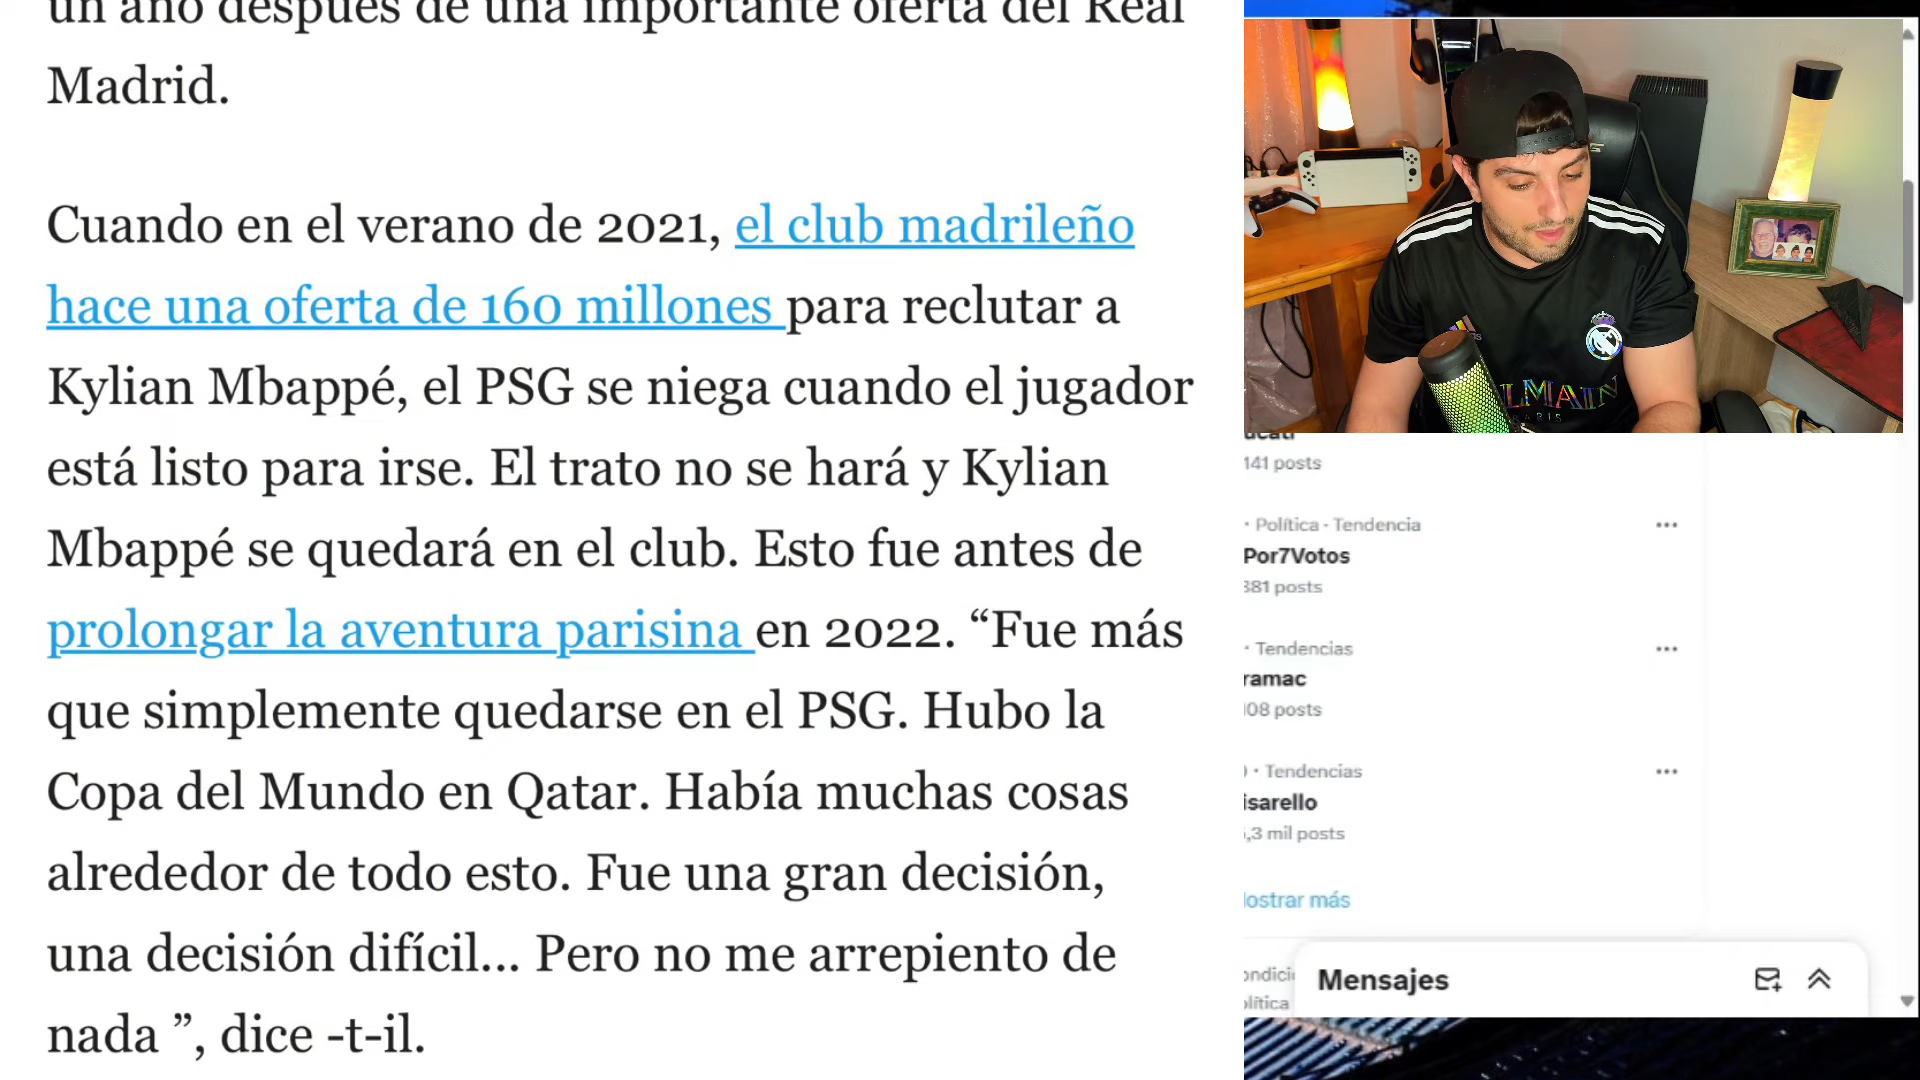 un año después de una importante oferta del Real
Madrid.
Cuando en el verano de 2021, el club madrileño
hace una oferta de 160 millones para reclutar a
Kylian Mbappé, el PSG se niega cuando el jugador
está listo para irse. El trato no se hará y Kylian
Mbappé se quedará en el club. Esto fue antes de
prolongar la aventura parisina en 2022. “Fue más
que simplemente quedarse en el PSG. Hubo la
Copa del Mundo en Qatar. Había muchas cosas
alrededor de todo esto. Fue una gran decisión,
una decisión difícil... Pero no me arrepiento de
nada ”, dice -t-il.
LMAIN
PARIS
ucati
141 posts
· Política · Tendencia
Por7Votos
381 posts
· Tendencias
ramac
108 posts
· Tendencias
isarello
,3 mil posts
ostrar más
ondici
olítica
Mensajes